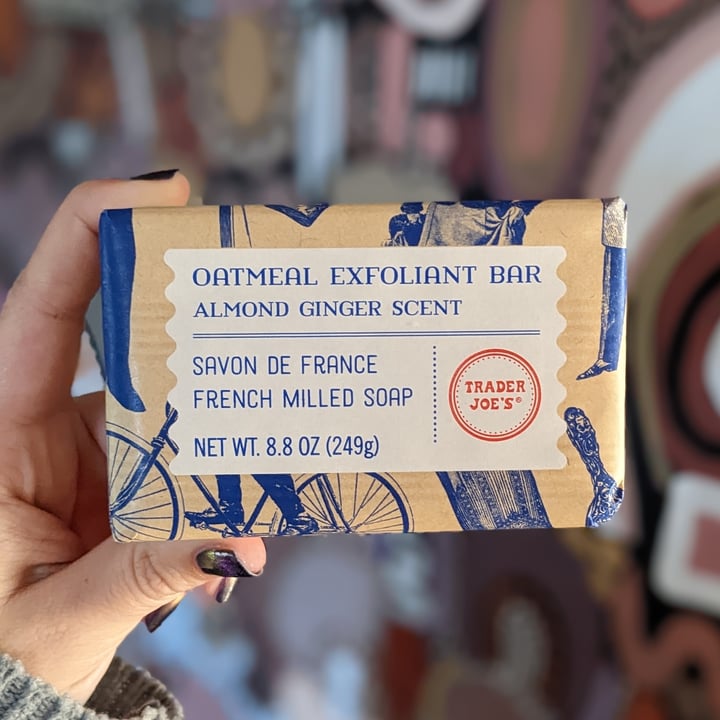 OATMEAL EXFOLIANT BAR
ALMOND GINGER SCENT
SAVON DE FRANCE
FRENCH MILLED SOAP
NET WT. 8.8 OZ (249g)
TRADER
JOE'S®